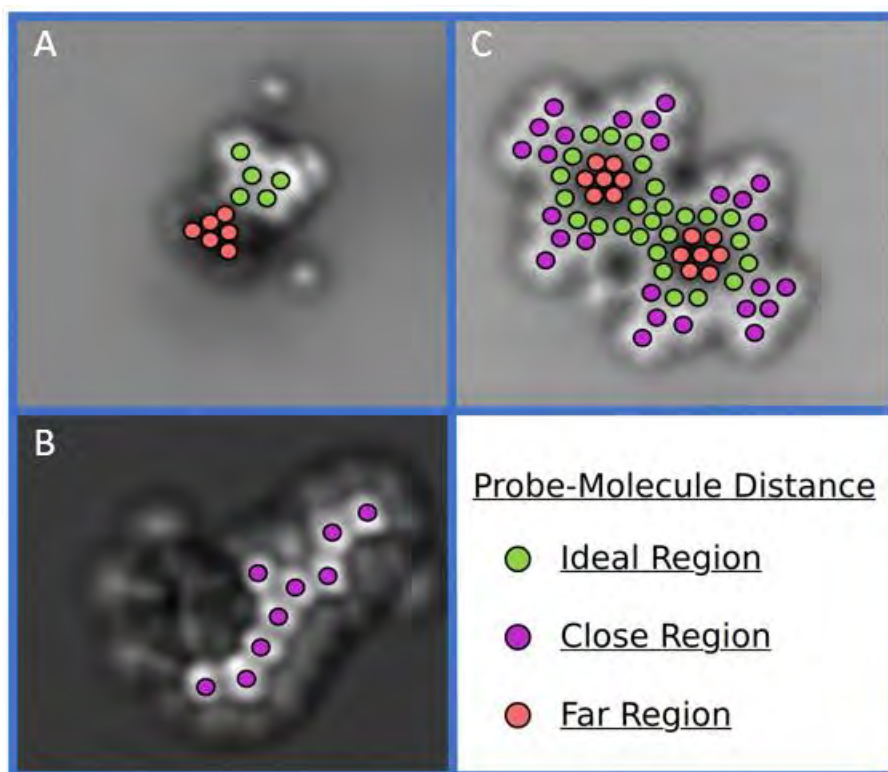 A
C
B
Probe-Molecule Distance
Ideal Region
Close Region
Far Region